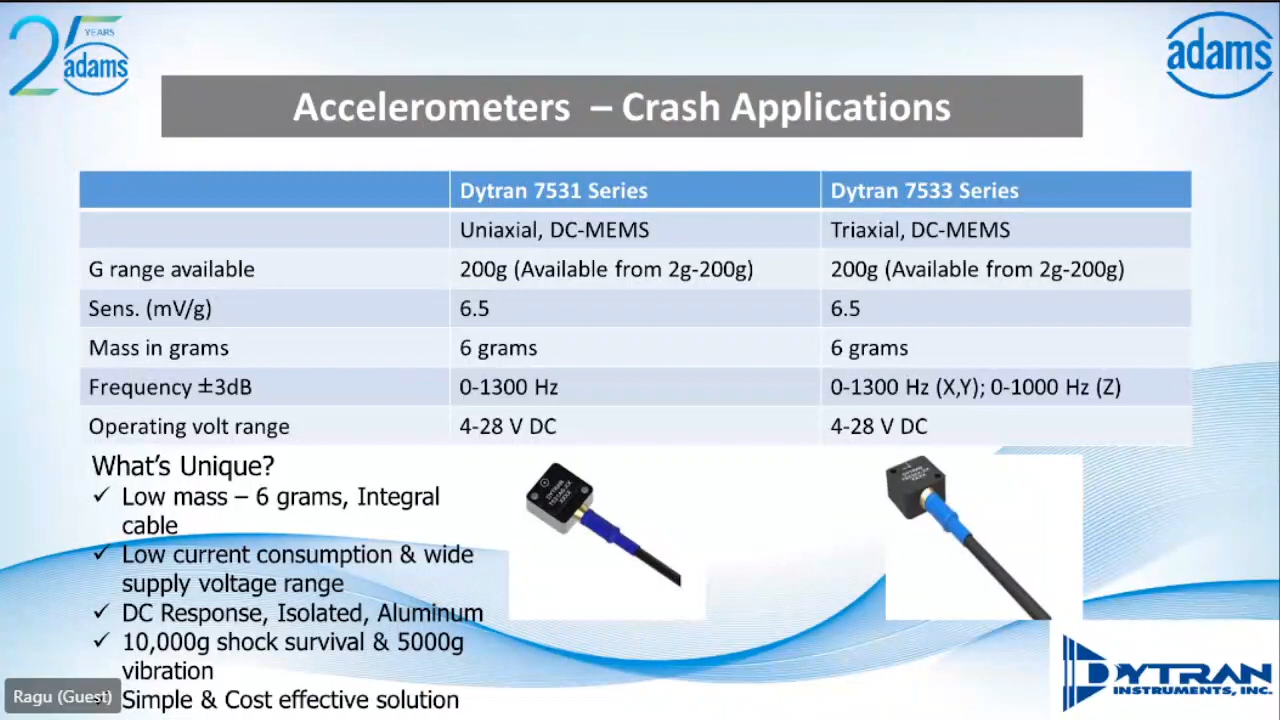 25 YEARS
adams
adams
Accelerometers – Crash Applications
Dytran 7531 Series Dytran 7533 Series
Uniaxial, DC-MEMS Triaxial, DC-MEMS
G range available 200g (Available from 2g-200g) 200g (Available from 2g-200g)
Sens. (mV/g) 6.5 6.5
Mass in grams 6 grams 6 grams
Frequency ±3dB 0-1300 Hz 0-1300 Hz (X,Y); 0-1000 Hz (Z)
Operating volt range 4-28 V DC 4-28 V DC
What's Unique?
✓ Low mass – 6 grams, Integral
cable
✓ Low current consumption & wide
supply voltage range
✓ DC Response, Isolated, Aluminum
✓ 10,000g shock survival & 5000g
vibration
Simple & Cost effective solution
Ragu (Guest)
DYTRAN
XXXX
DYTRAN
INSTRUMENTS, INC.